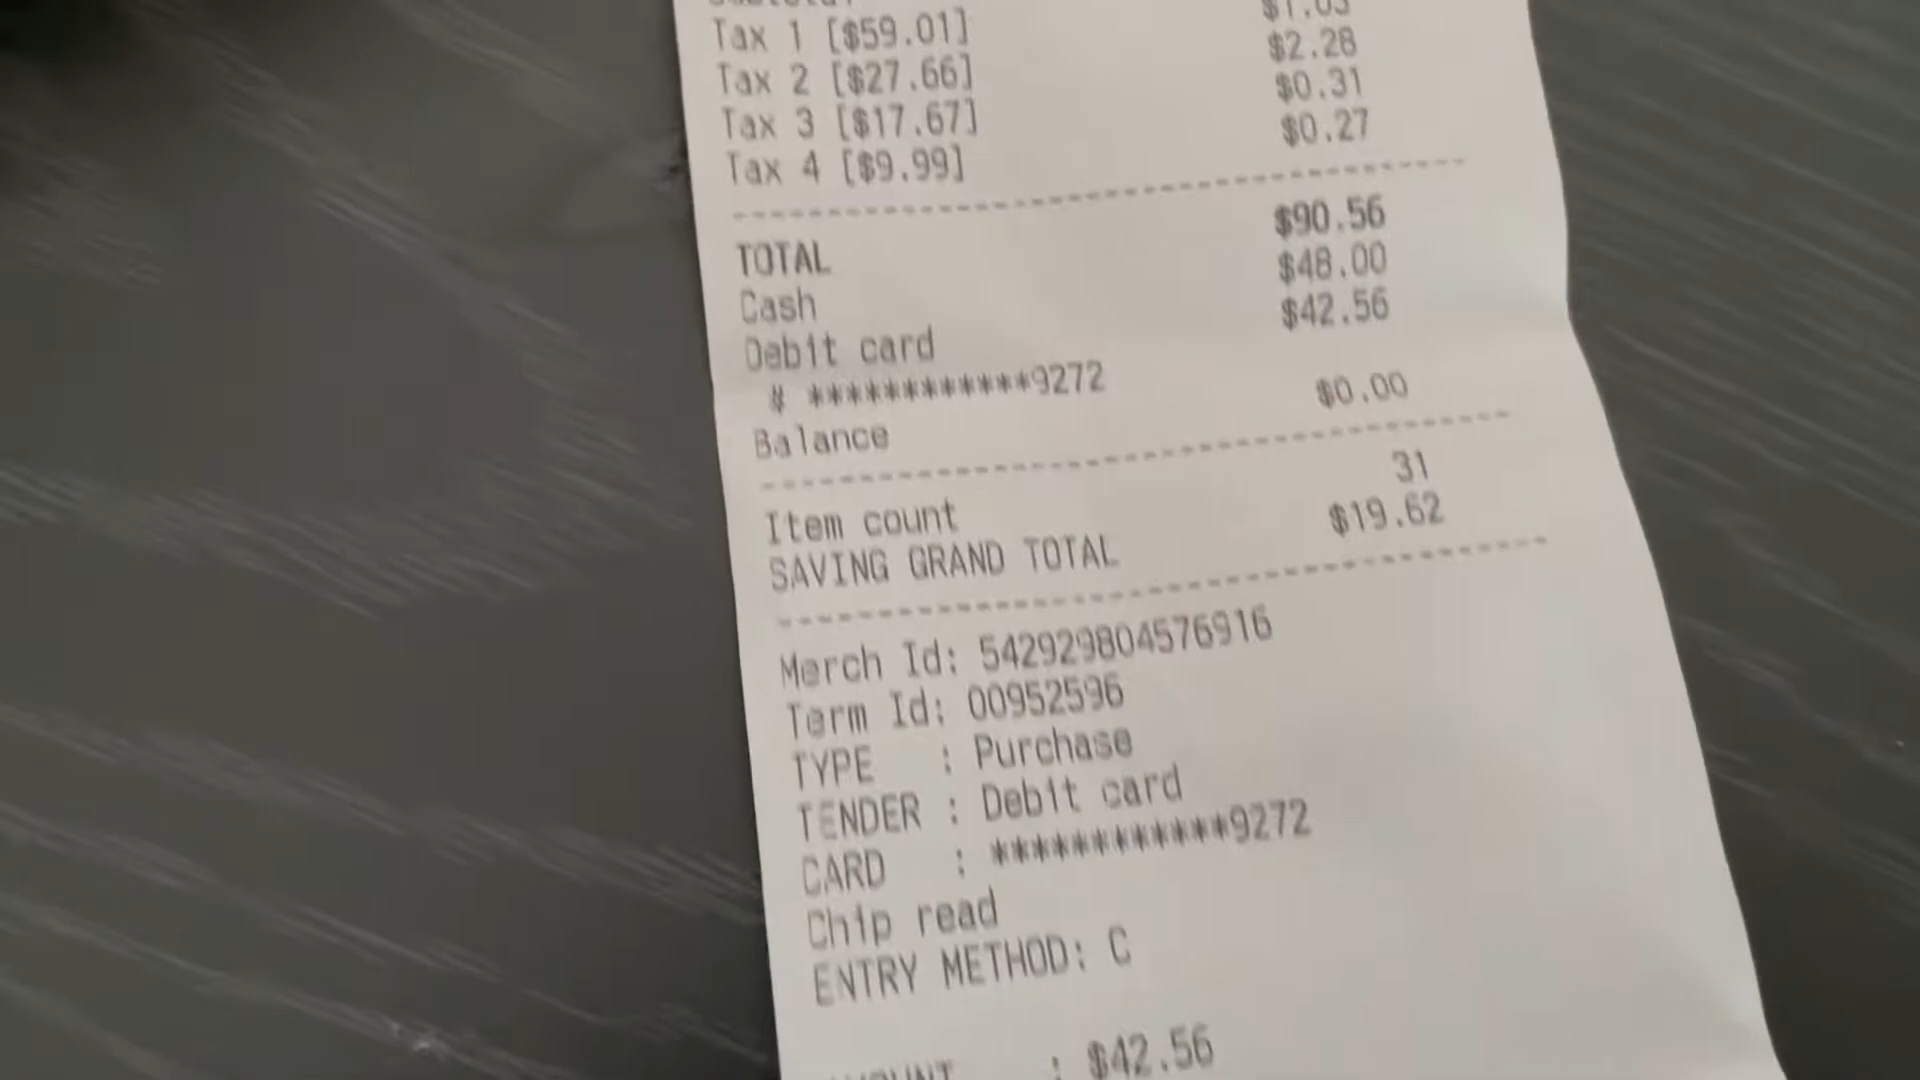 Tax 1 [$59.01] $1.03
Tax 2 [$27.66] $2.28
Tax 3 [$17.67] $0.31
Tax 4 [$9.99] $0.27
TOTAL $90.56
Cash $48.00
Debit card $42.56
# ************9272
Balance $0.00
Item count 31
SAVING GRAND TOTAL $19.62
Merch Id: 542929804576916
Term Id: 00952596
TYPE : Purchase
TENDER : Debit card
CARD : ************9272
Chip read
ENTRY METHOD: C
: $42.56